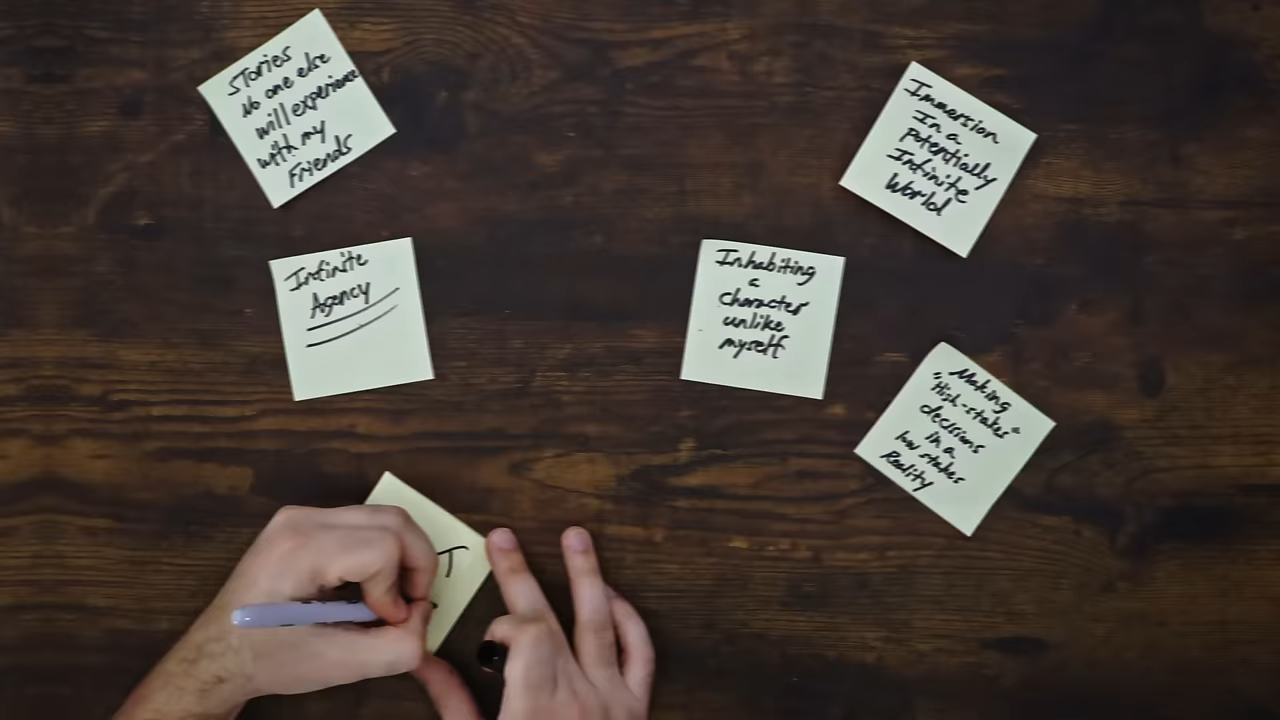 Stories
No one else
will experience
with my
Friends
Infinite
Agency
Inhabiting
a
character
unlike
myself
Immersion
In a
Potentially
Infinite
World
Making
"High-stakes"
decisions
in a
low stakes
Reality
T